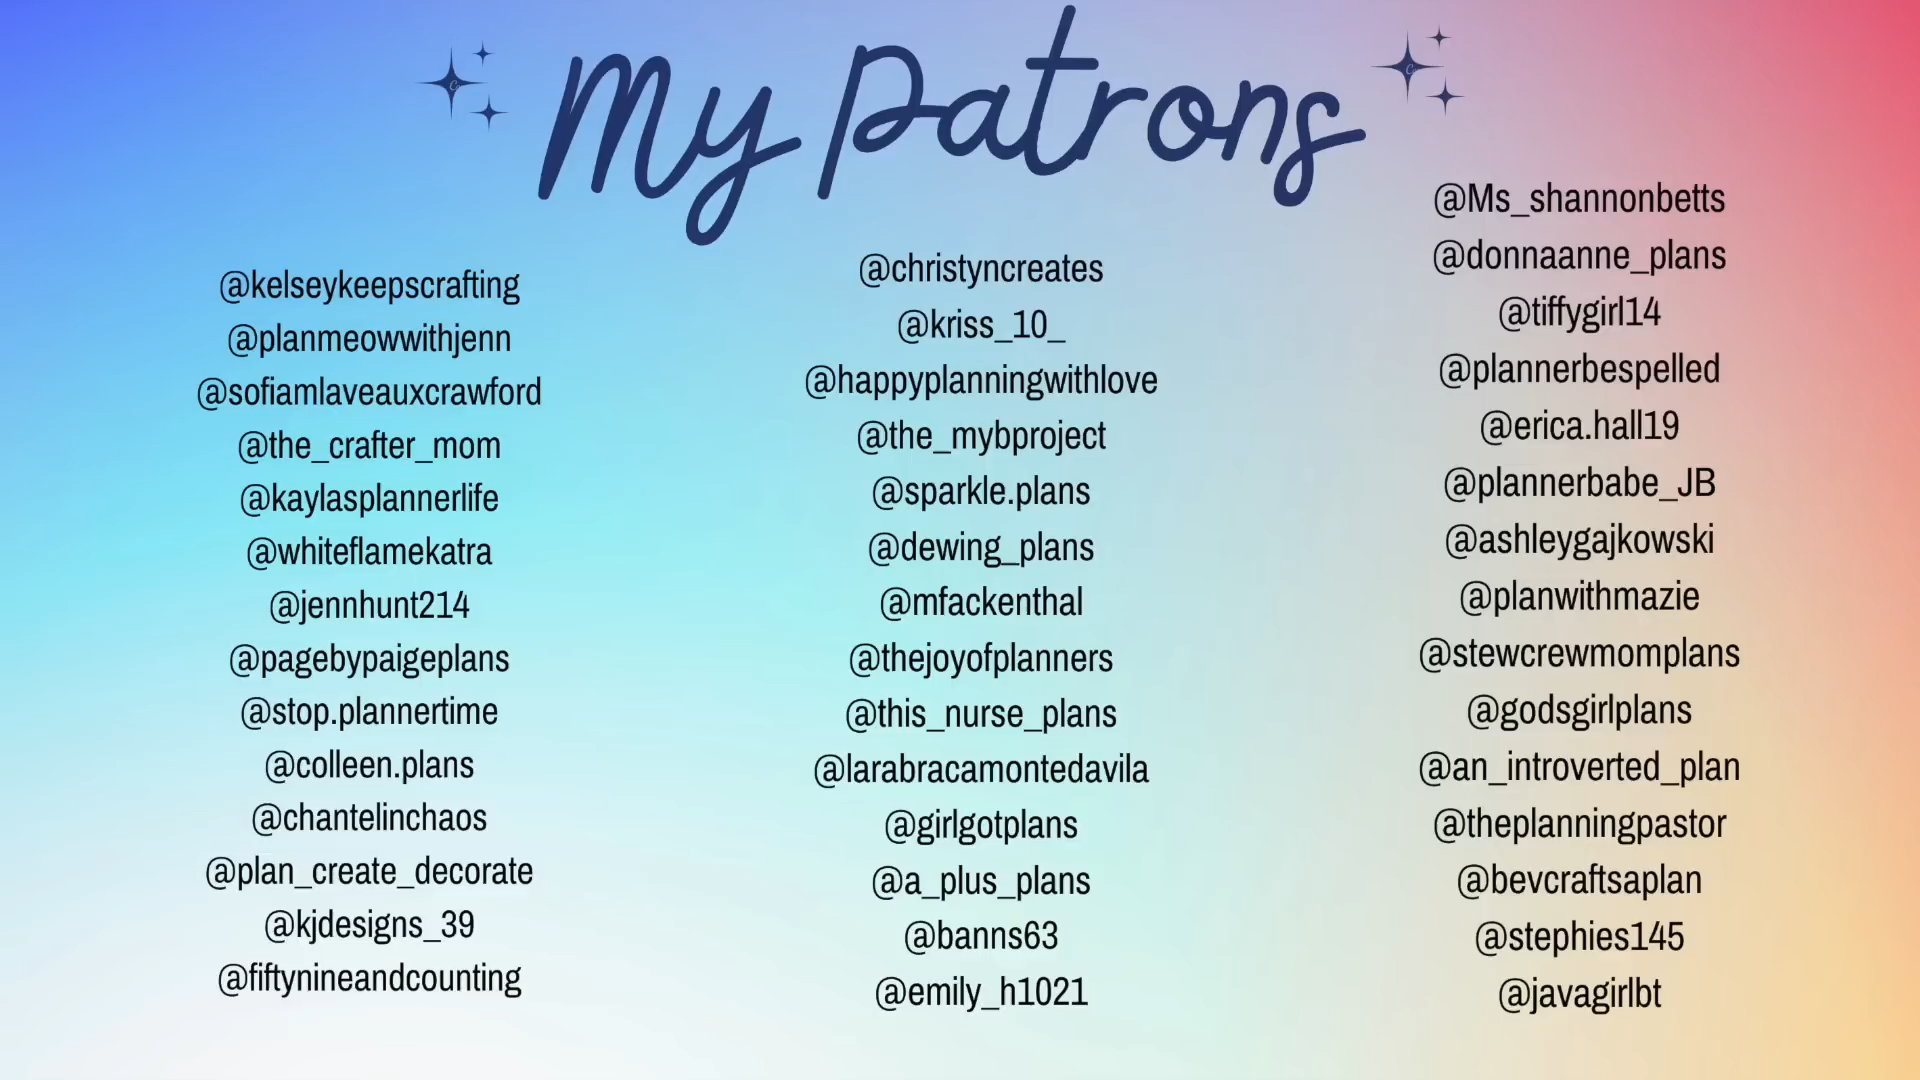 My Patrons
@kelseykeepscrafting
@planmeowwithjenn
@sofiamlaveauxcrawford
@the_crafter_mom
@kaylasplannerlife
@whiteflamekatra
@jennhunt214
@pagebypaigeplans
@stop.plannertime
@colleen.plans
@chantelinchaos
@plan_create_decorate
@kjdesigns_39
@fiftynineandcounting
@christyncreates
@kriss_10_
@happyplanningwithlove
@the_mybproject
@sparkle.plans
@dewing_plans
@mfackenthal
@thejoyofplanners
@this_nurse_plans
@larabracamontedavila
@girlgotplans
@a_plus_plans
@banns63
@emily_h1021
@Ms_shannonbetts
@donnaanne_plans
@tiffygirl14
@plannerbespelled
@erica.hall19
@plannerbabe_JB
@ashleygajkowski
@planwithmazie
@stewcrewmomplans
@godsgirlplans
@an_introverted_plan
@theplanningpastor
@bevcraftsaplan
@stephies145
@javagirlbt